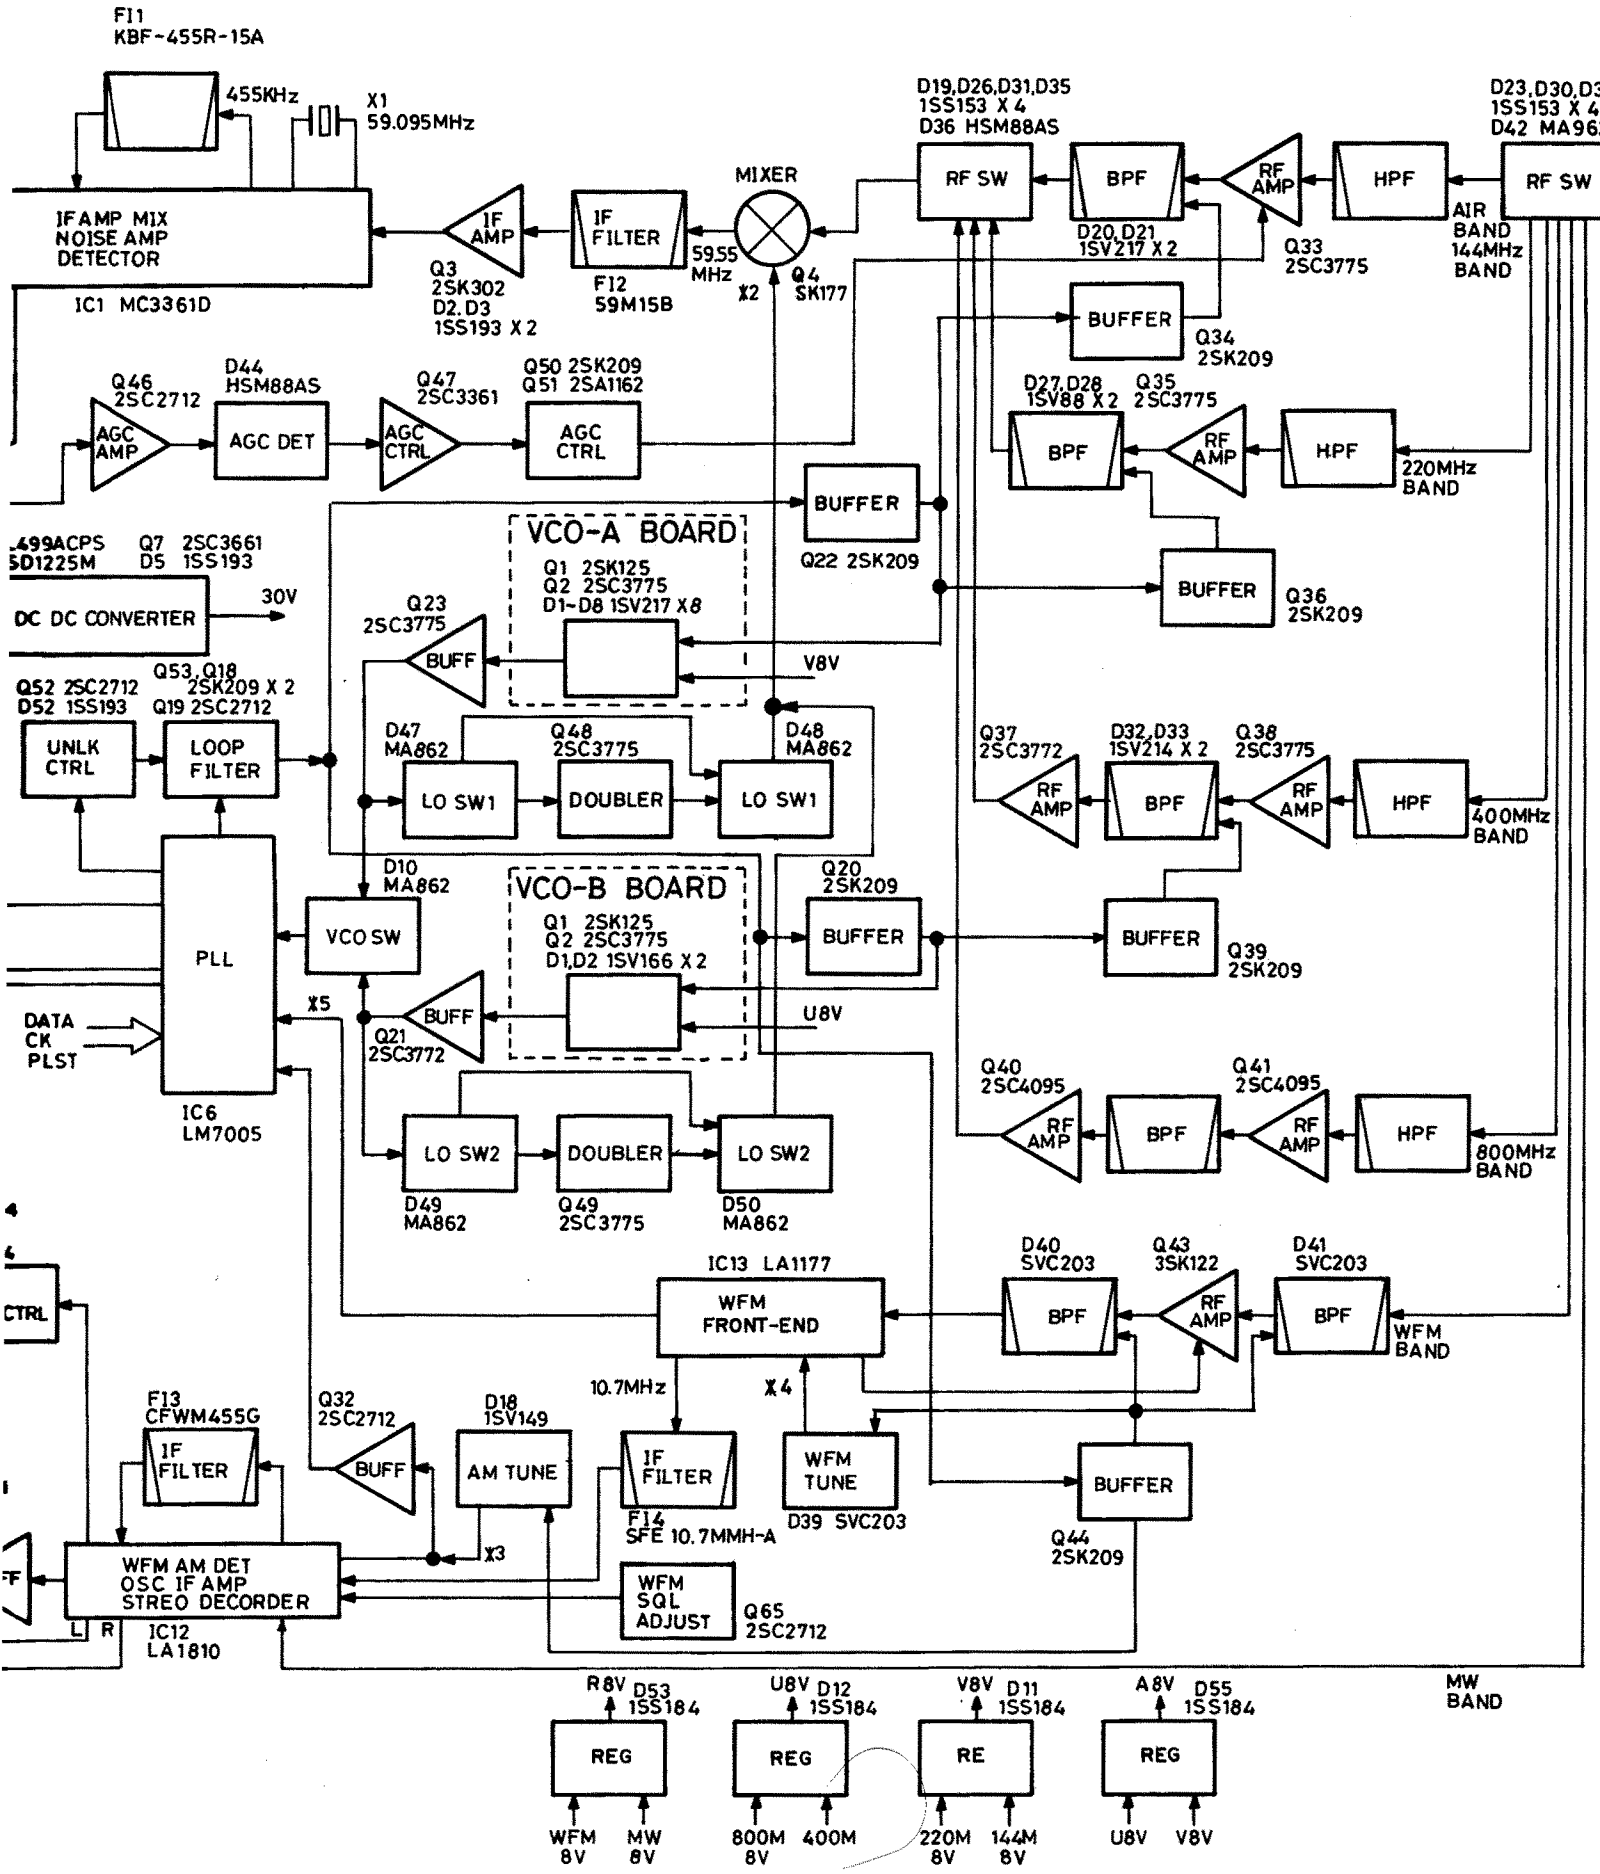 FI1
KBF-455R-15A
455KHz
X1
59.095MHz
IF AMP MIX
NOISE AMP
DETECTOR
IC1 MC3361D
IF
AMP
Q3
2SK302
D2.D3
1SS193 X 2
IF
FILTER
FI2
59M15B
59.55
MHz
MIXER
Q4
SK177
X2
D19,D26,D31,D35
1SS153 X 4
D36 HSM88AS
RF SW
BPF
D20,D21
1SV217 X 2
RF
AMP
Q33
2SC3775
HPF
AIR
BAND
144MHz
BAND
D23,D30,D3
1SS153 X 4
D42 MA96
RF SW
BUFFER
Q34
2SK209
Q46
2SC2712
AGC
AMP
D44
HSM88AS
AGC DET
Q47
2SC3361
AGC
CTRL
Q50 2SK209
Q51 2SA1162
AGC
CTRL
D27,D28
1SV88 X 2
BPF
Q35
2SC3775
RF
AMP
HPF
220MHz
BAND
BUFFER
Q22 2SK209
BUFFER
Q36
2SK209
L499ACPS
SD1225M
Q7 2SC3661
D5 1SS193
DC DC CONVERTER
30V
VCO-A BOARD
Q1 2SK125
Q2 2SC3775
D1~D8 1SV217 X8
V8V
Q23
2SC3775
BUFF
Q52 2SC2712
D52 1SS193
UNLK
CTRL
Q53,Q18
2SK209 X 2
Q19 2SC2712
LOOP
FILTER
D47
MA862
LO SW1
Q48
2SC3775
DOUBLER
D48
MA862
LO SW1
Q37
2SC3772
RF
AMP
D32,D33
1SV214 X 2
BPF
Q38
2SC3775
RF
AMP
HPF
400MHz
BAND
D10
MA862
VCO SW
PLL
VCO-B BOARD
Q1 2SK125
Q2 2SC3775
D1,D2 1SV166 X 2
U8V
Q20
2SK209
BUFFER
BUFFER
Q39
2SK209
X5
DATA
CK
PLST
IC6
LM7005
BUFF
Q21
2SC3772
LO SW2
D49
MA862
DOUBLER
Q49
2SC3775
LO SW2
D50
MA862
Q40
2SC4095
RF
AMP
BPF
Q41
2SC4095
RF
AMP
HPF
800MHz
BAND
4
4
CTRL
IC13 LA1177
WFM
FRONT-END
D40
SVC203
BPF
Q43
3SK122
RF
AMP
D41
SVC203
BPF
WFM
BAND
10.7MHz
X4
WFM
TUNE
D39 SVC203
BUFFER
Q44
2SK209
FI3
CFWM455G
IF
FILTER
Q32
2SC2712
BUFF
D18
1SV149
AM TUNE
X3
IF
FILTER
FI4
SFE 10.7MMH-A
FF
WFM AM DET
OSC IF AMP
STREO DECORDER
L R
IC12
LA1810
WFM
SQL
ADJUST
Q65
2SC2712
MW
BAND
R8V D53
1SS184
REG
WFM
8V
MW
8V
U8V D12
1SS184
REG
800M
8V
400M
V8V D11
1SS184
RE
220M
8V
144M
8V
A8V D55
1SS184
REG
U8V V8V